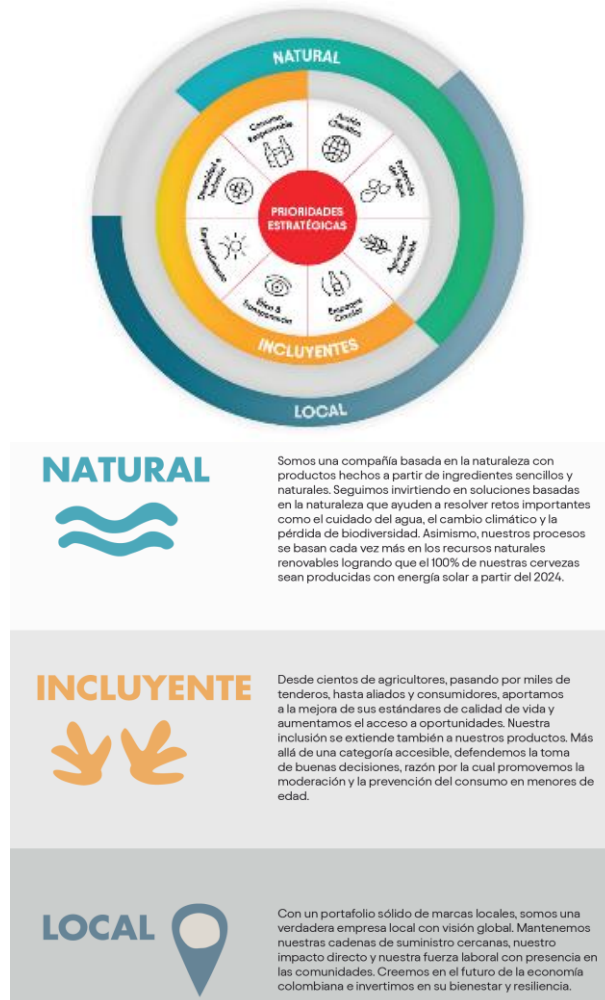 NATURAL
Consumo
Responsable
Acción
Climática
Diversidad e
Inclusión
Protección
del Agua
PRIORIDADES
ESTRATÉGICAS
Emprendimiento
Agricultura
Sostenible
Ética &
Transparencia
Empaque
Circular
INCLUYENTES
LOCAL
NATURAL
Somos una compañía basada en la naturaleza con
productos hechos a partir de ingredientes sencillos y
naturales. Seguimos invirtiendo en soluciones basadas
en la naturaleza que ayuden a resolver retos importantes
como el cuidado del agua, el cambio climático y la
pérdida de biodiversidad. Asimismo, nuestros procesos
se basan cada vez más en los recursos naturales
renovables logrando que el 100% de nuestras cervezas
sean producidas con energía solar a partir del 2024.
INCLUYENTE
Desde cientos de agricultores, pasando por miles de
tenderos, hasta aliados y consumidores, aportamos
a la mejora de sus estándares de calidad de vida y
aumentamos el acceso a oportunidades. Nuestra
inclusión se extiende también a nuestros productos. Más
allá de una categoría accesible, defendemos la toma
de buenas decisiones, razón por la cual promovemos la
moderación y la prevención del consumo en menores de
edad.
LOCAL
Con un portafolio sólido de marcas locales, somos una
verdadera empresa local con visión global. Mantenemos
nuestras cadenas de suministro cercanas, nuestro
impacto directo y nuestra fuerza laboral con presencia en
las comunidades. Creemos en el futuro de la economía
colombiana e invertimos en su bienestar y resiliencia.